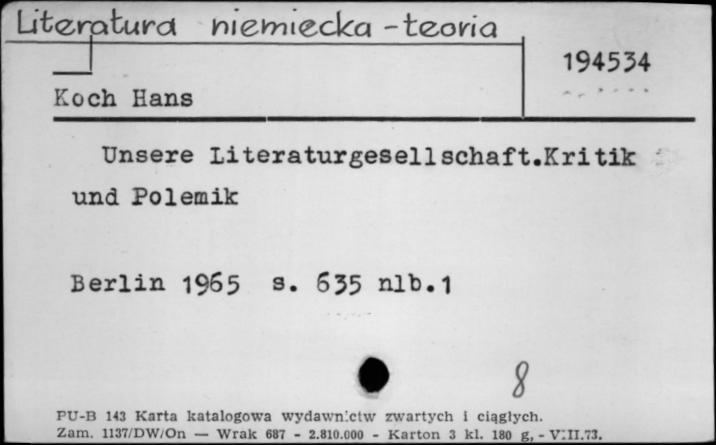 Literatura niemiecka - teoria
194534
Koch Hans
Unsere Literaturgesellschaft.Kritik
und Polemik
Berlin 1965 s. 635 nlb.1
8
PU-B 143 Karta katalogowa wydawnictw zwartych i ciągłych.
Zam. 1137/DW/On — Wrak 687 - 2.810.000 - Karton 3 kl. 180 g, - VIII.73.